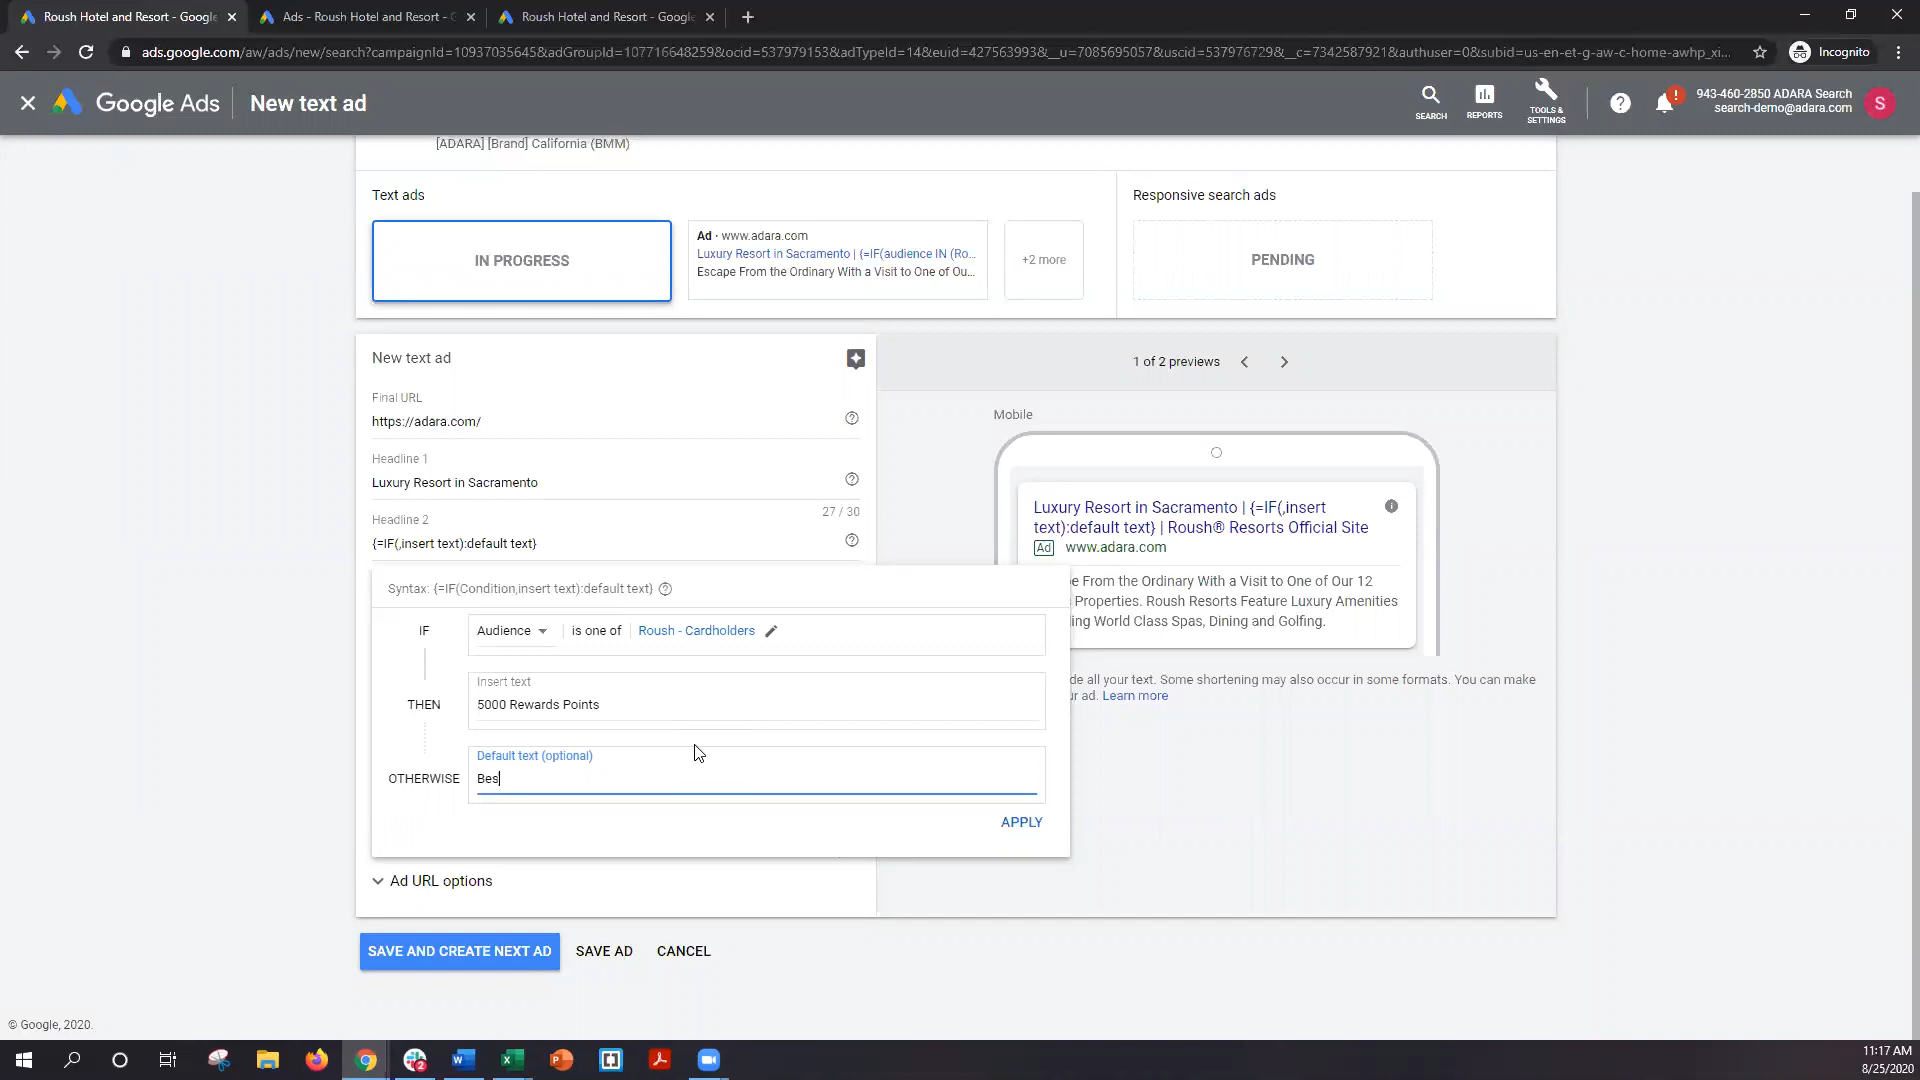 Roush Hotel and Resort - Google
Ads - Roush Hotel and Resort - G
Roush Hotel and Resort - Google
ads.google.com/aw/ads/new/search?campaignId=10937035645&adGroupId=107716648259&ocid=537979153&adTypeId=14&euid=427563993&__u=7085695057&uscid=537976729&__c=7342587921&authuser=0&subid=us-en-et-g-aw-c-home-awhp_xi...
Incognito
Google Ads
New text ad
SEARCH
REPORTS
TOOLS &
SETTINGS
943-460-2850 ADARA Search
search-demo@adara.com
S
[ADARA] [Brand] California (BMM)
Text ads
Responsive search ads
IN PROGRESS
Ad · www.adara.com
Luxury Resort in Sacramento | {=IF(audience IN (Ro...
Escape From the Ordinary With a Visit to One of Ou...
+2 more
PENDING
New text ad
1 of 2 previews
Final URL
https://adara.com/
Mobile
Headline 1
Luxury Resort in Sacramento
27 / 30
Headline 2
{=IF(,insert text):default text}
Luxury Resort in Sacramento | {=IF(,insert
text):default text} | Roush® Resorts Official Site
Ad www.adara.com
e From the Ordinary With a Visit to One of Our 12
Properties. Roush Resorts Feature Luxury Amenities
ing World Class Spas, Dining and Golfing.
Syntax: {=IF(Condition,insert text):default text}
IF
Audience
is one of
Roush - Cardholders
Insert text
THEN
5000 Rewards Points
Default text (optional)
OTHERWISE
Bes
APPLY
de all your text. Some shortening may also occur in some formats. You can make
ur ad. Learn more
Ad URL options
SAVE AND CREATE NEXT AD
SAVE AD
CANCEL
© Google, 2020.
11:17 AM
8/25/2020